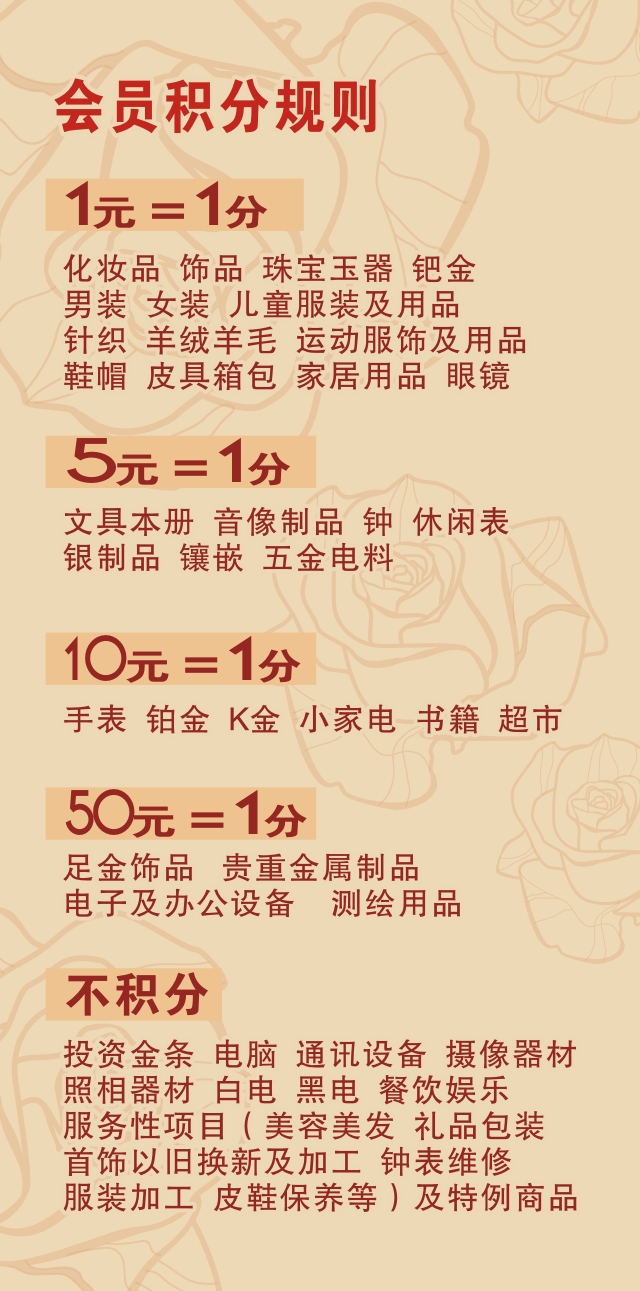 会员积分规则
1元=1分
化妆品 饰品 珠宝玉器 钯金
男装 女装 儿童服装及用品
针织 羊绒羊毛 运动服饰及用品
鞋帽 皮具箱包 家居用品 眼镜
5元=1分
文具本册 音像制品 钟 休闲表
银制品 镶嵌 五金电料
10元=1分
手表 铂金 K金 小家电 书籍 超市
50元=1分
足金饰品 贵重金属制品
电子及办公设备 测绘用品
不积分
投资金条 电脑 通讯设备 摄像器材
照相器材 白电 黑电 餐饮娱乐
服务性项目(美容美发 礼品包装
首饰以旧换新及加工 钟表维修
服装加工 皮鞋保养等)及特例商品